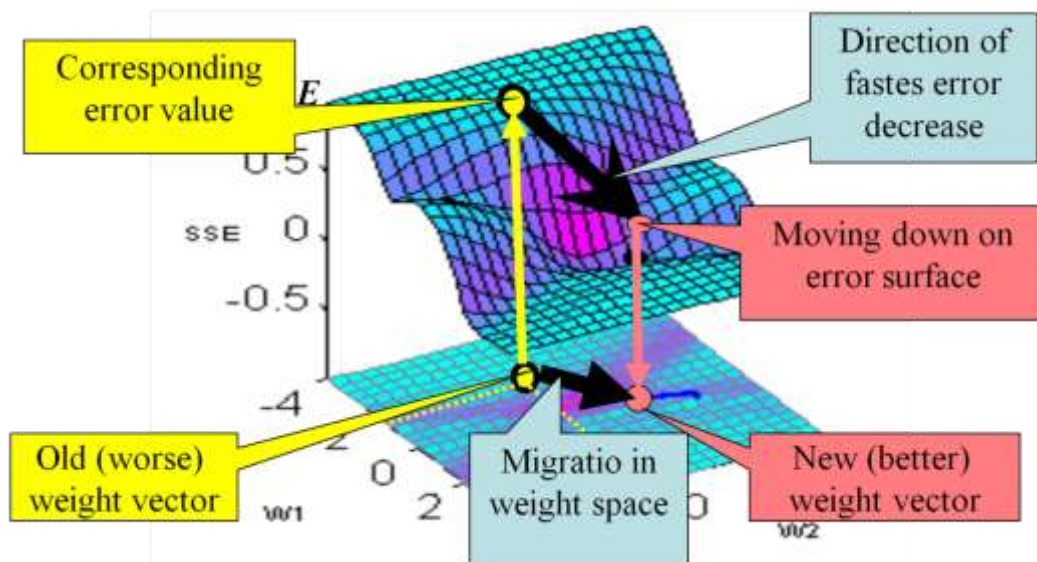 Corresponding
error value
Direction of
fastes error
decrease
E
0.5
SSE
0
-0.5
Moving down on
error surface
-4
2
0
2
W1
0
W2
Old (worse)
weight vector
Migratio in
weight space
New (better)
weight vector